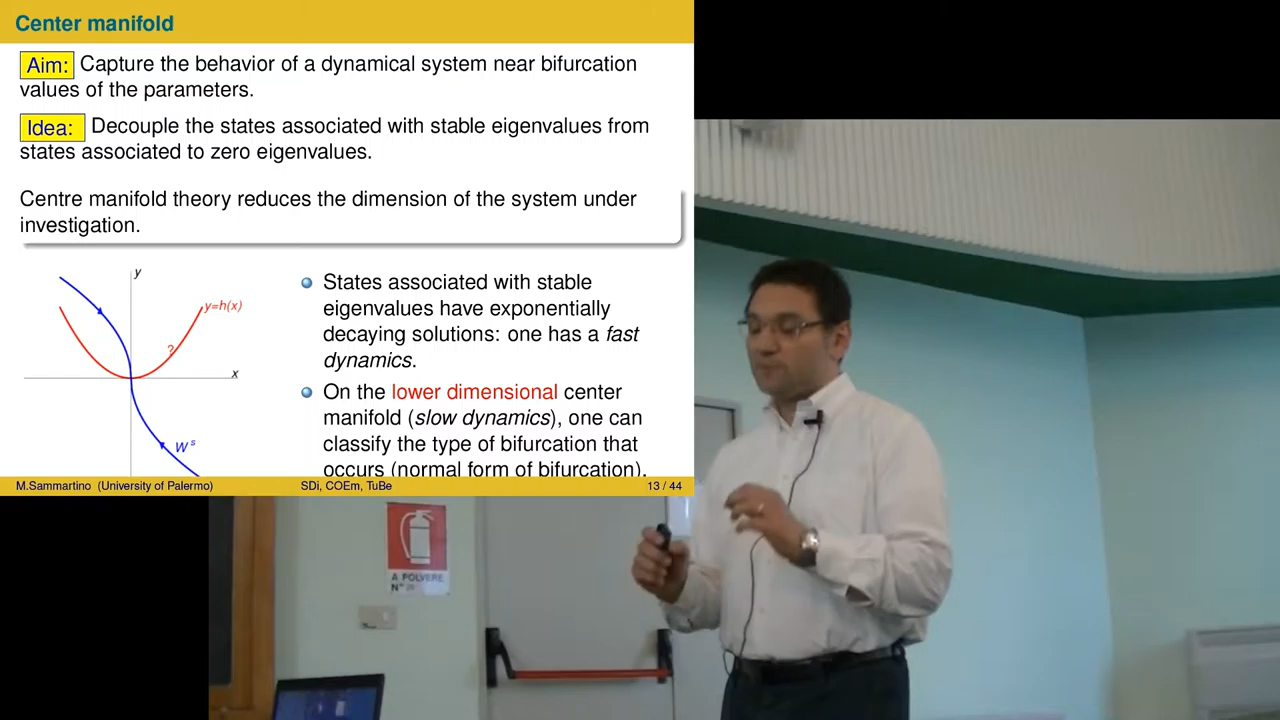 Center manifold
Aim: Capture the behavior of a dynamical system near bifurcation
values of the parameters.
Idea: Decouple the states associated with stable eigenvalues from
states associated to zero eigenvalues.
Centre manifold theory reduces the dimension of the system under
investigation.
y
y=h(x)
?
x
W s
States associated with stable
eigenvalues have exponentially
decaying solutions: one has a fast
dynamics.
On the lower dimensional center
manifold (slow dynamics), one can
classify the type of bifurcation that
occurs (normal form of bifurcation).
M.Sammartino (University of Palermo) SDi, COEm, TuBe 13 / 44
A POLVERE
N°